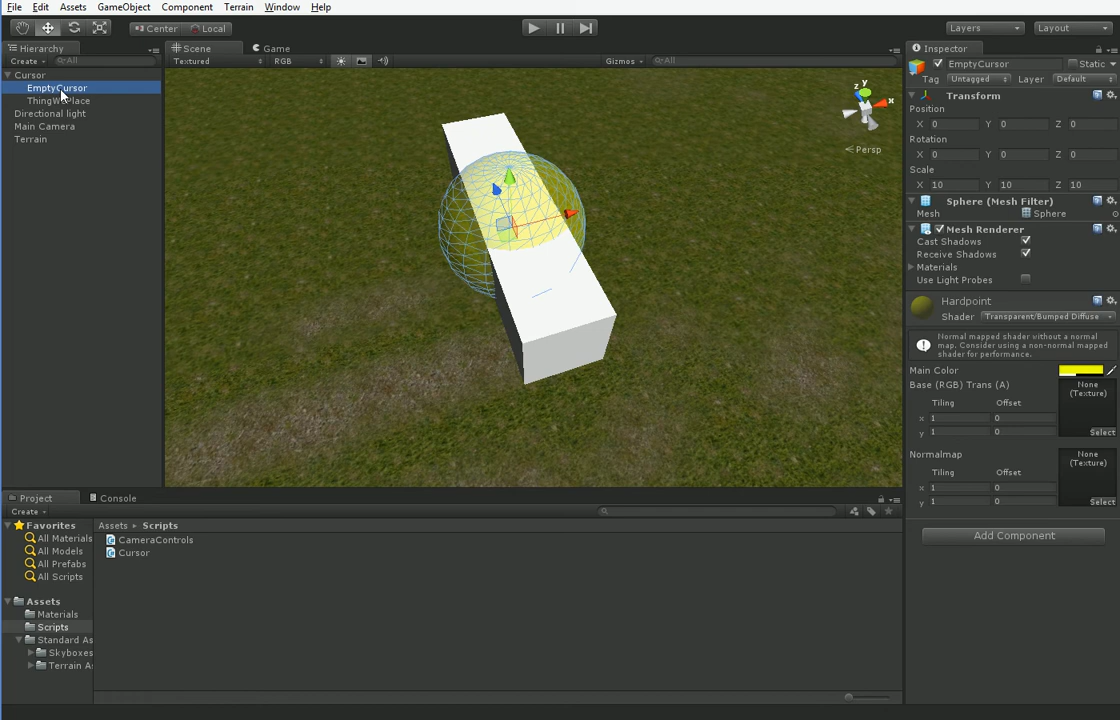 File Edit Assets GameObject Component Terrain Window Help
Center Local Layers Layout
Hierarchy Scene Game Inspector
Create All Textured RGB Gizmos All EmptyCursor Static
Tag Untagged Layer Default
Cursor
EmptyCursor
Directional light
Main Camera
Terrain
y
z
x
Persp
Transform
Position
X 0 Y 0 Z 0
Rotation
X 0 Y 0 Z 0
Scale
X 10 Y 10 Z 10
Sphere (Mesh Filter)
Mesh Sphere
Mesh Renderer
Cast Shadows
Receive Shadows
Materials
Use Light Probes
Hardpoint
Shader Transparent/Bumped Diffuse
Normal mapped shader without a normal
map. Consider using a non-normal mapped
shader for performance.
Main Color
Base (RGB) Trans (A) None
(Texture)
Tiling Offset
x 1 0
y 1 0 Select
Normalmap None
(Texture)
Tiling Offset
x 1 0
y 1 0 Select
Add Component
Project Console
Create
Favorites Assets Scripts
All Materials CameraControls
All Models Cursor
All Prefabs
All Scripts
Assets
Materials
Scripts
Standard As
Skyboxes
Terrain A